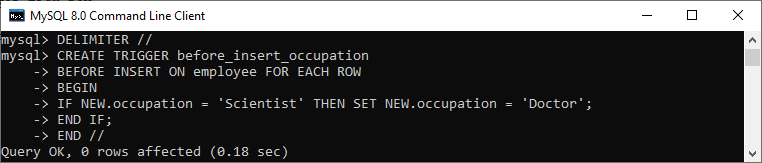 MySQL 8.0 Command Line Client
mysql> DELIMITER //
mysql> CREATE TRIGGER before_insert_occupation
    -> BEFORE INSERT ON employee FOR EACH ROW
    -> BEGIN
    -> IF NEW.occupation = 'Scientist' THEN SET NEW.occupation = 'Doctor';
    -> END IF;
    -> END //
Query OK, 0 rows affected (0.18 sec)